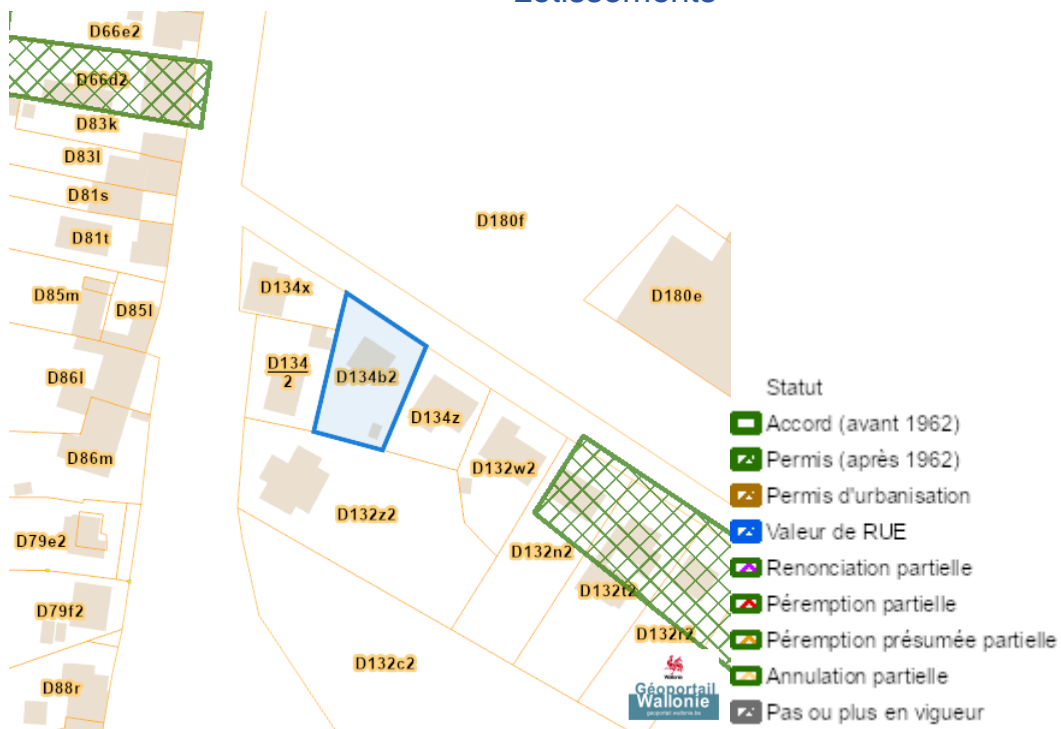 Lotissements
D66e2
D66d2
D83k
D83l
D81s
D81t
D180f
D85m
D85l
D134x
D180e
D86l
D134
2
D134b2
D134z
D86m
D132w2
D132z2
D79e2
D132n2
D79f2
D132t2
D132r2
D132c2
D88r
Wallonie
Géoportail
Wallonie
geoportail.wallonie.be
Statut
Accord (avant 1962)
Permis (après 1962)
Permis d'urbanisation
Valeur de RUE
Renonciation partielle
Péremption partielle
Péremption présumée partielle
Annulation partielle
Pas ou plus en vigueur